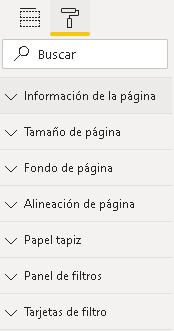 Buscar
Información de la página
Tamaño de página
Fondo de página
Alineación de página
Papel tapiz
Panel de filtros
Tarjetas de filtro